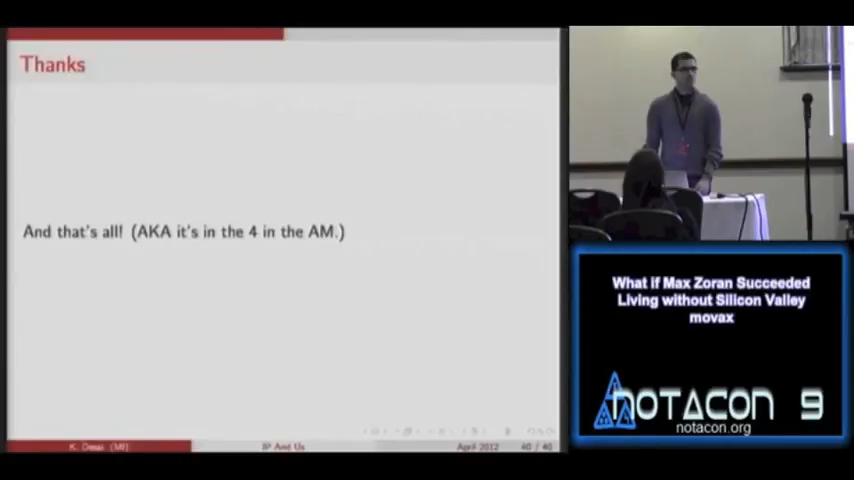 Thanks
And that's all! (AKA it's in the 4 in the AM.)
K. Desai (MI)
IP And Us
April 2012
40 / 40
What if Max Zoran Succeeded
Living without Silicon Valley
movax
NOTACON 9
notacon.org